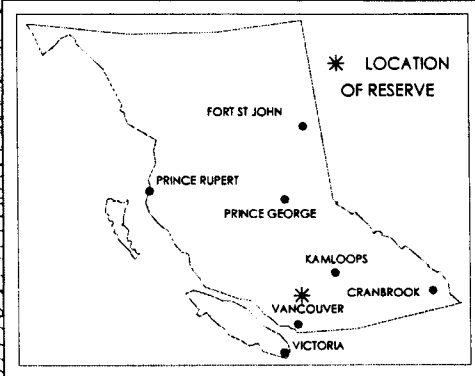 ✳ LOCATION
OF RESERVE
FORT ST JOHN
PRINCE RUPERT
PRINCE GEORGE
KAMLOOPS
CRANBROOK
VANCOUVER
VICTORIA